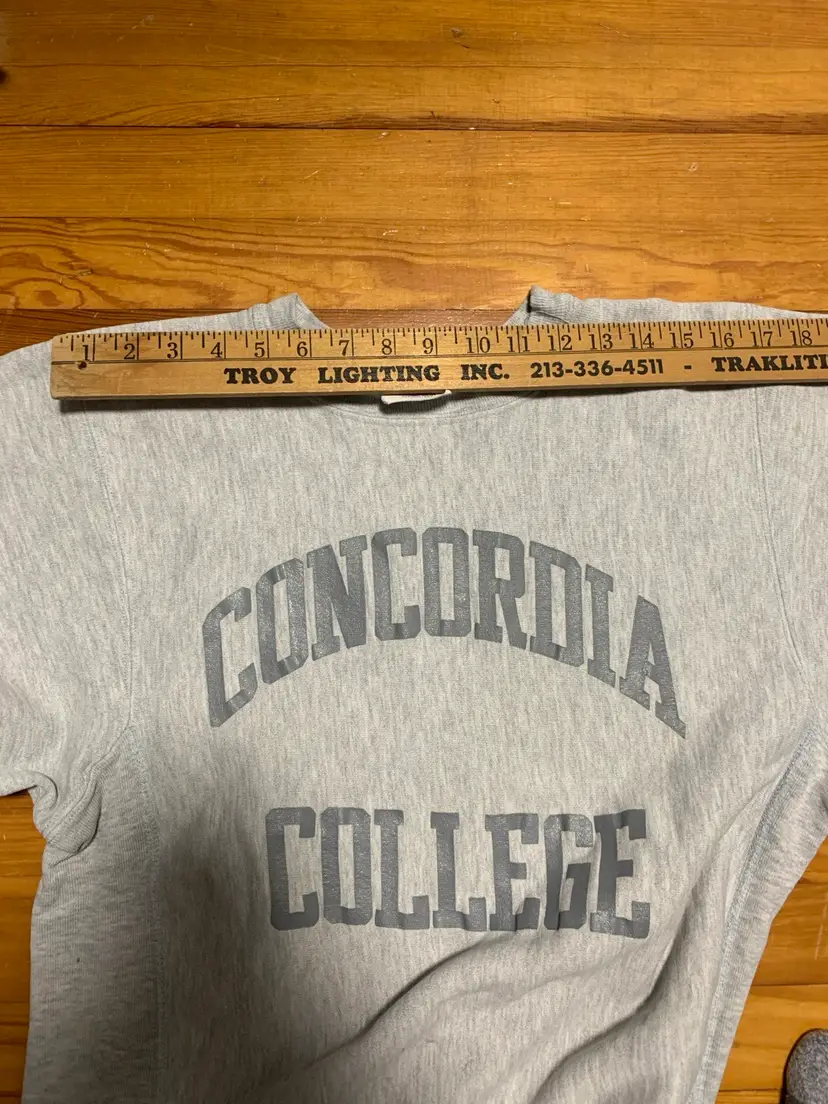 1 2 3 4 5 6 7 8 9 10 11 12 13 14 15 16 17 18
TROY LIGHTING INC. 213-336-4511 - TRAKLITI
CONCORDIA
COLLEGE